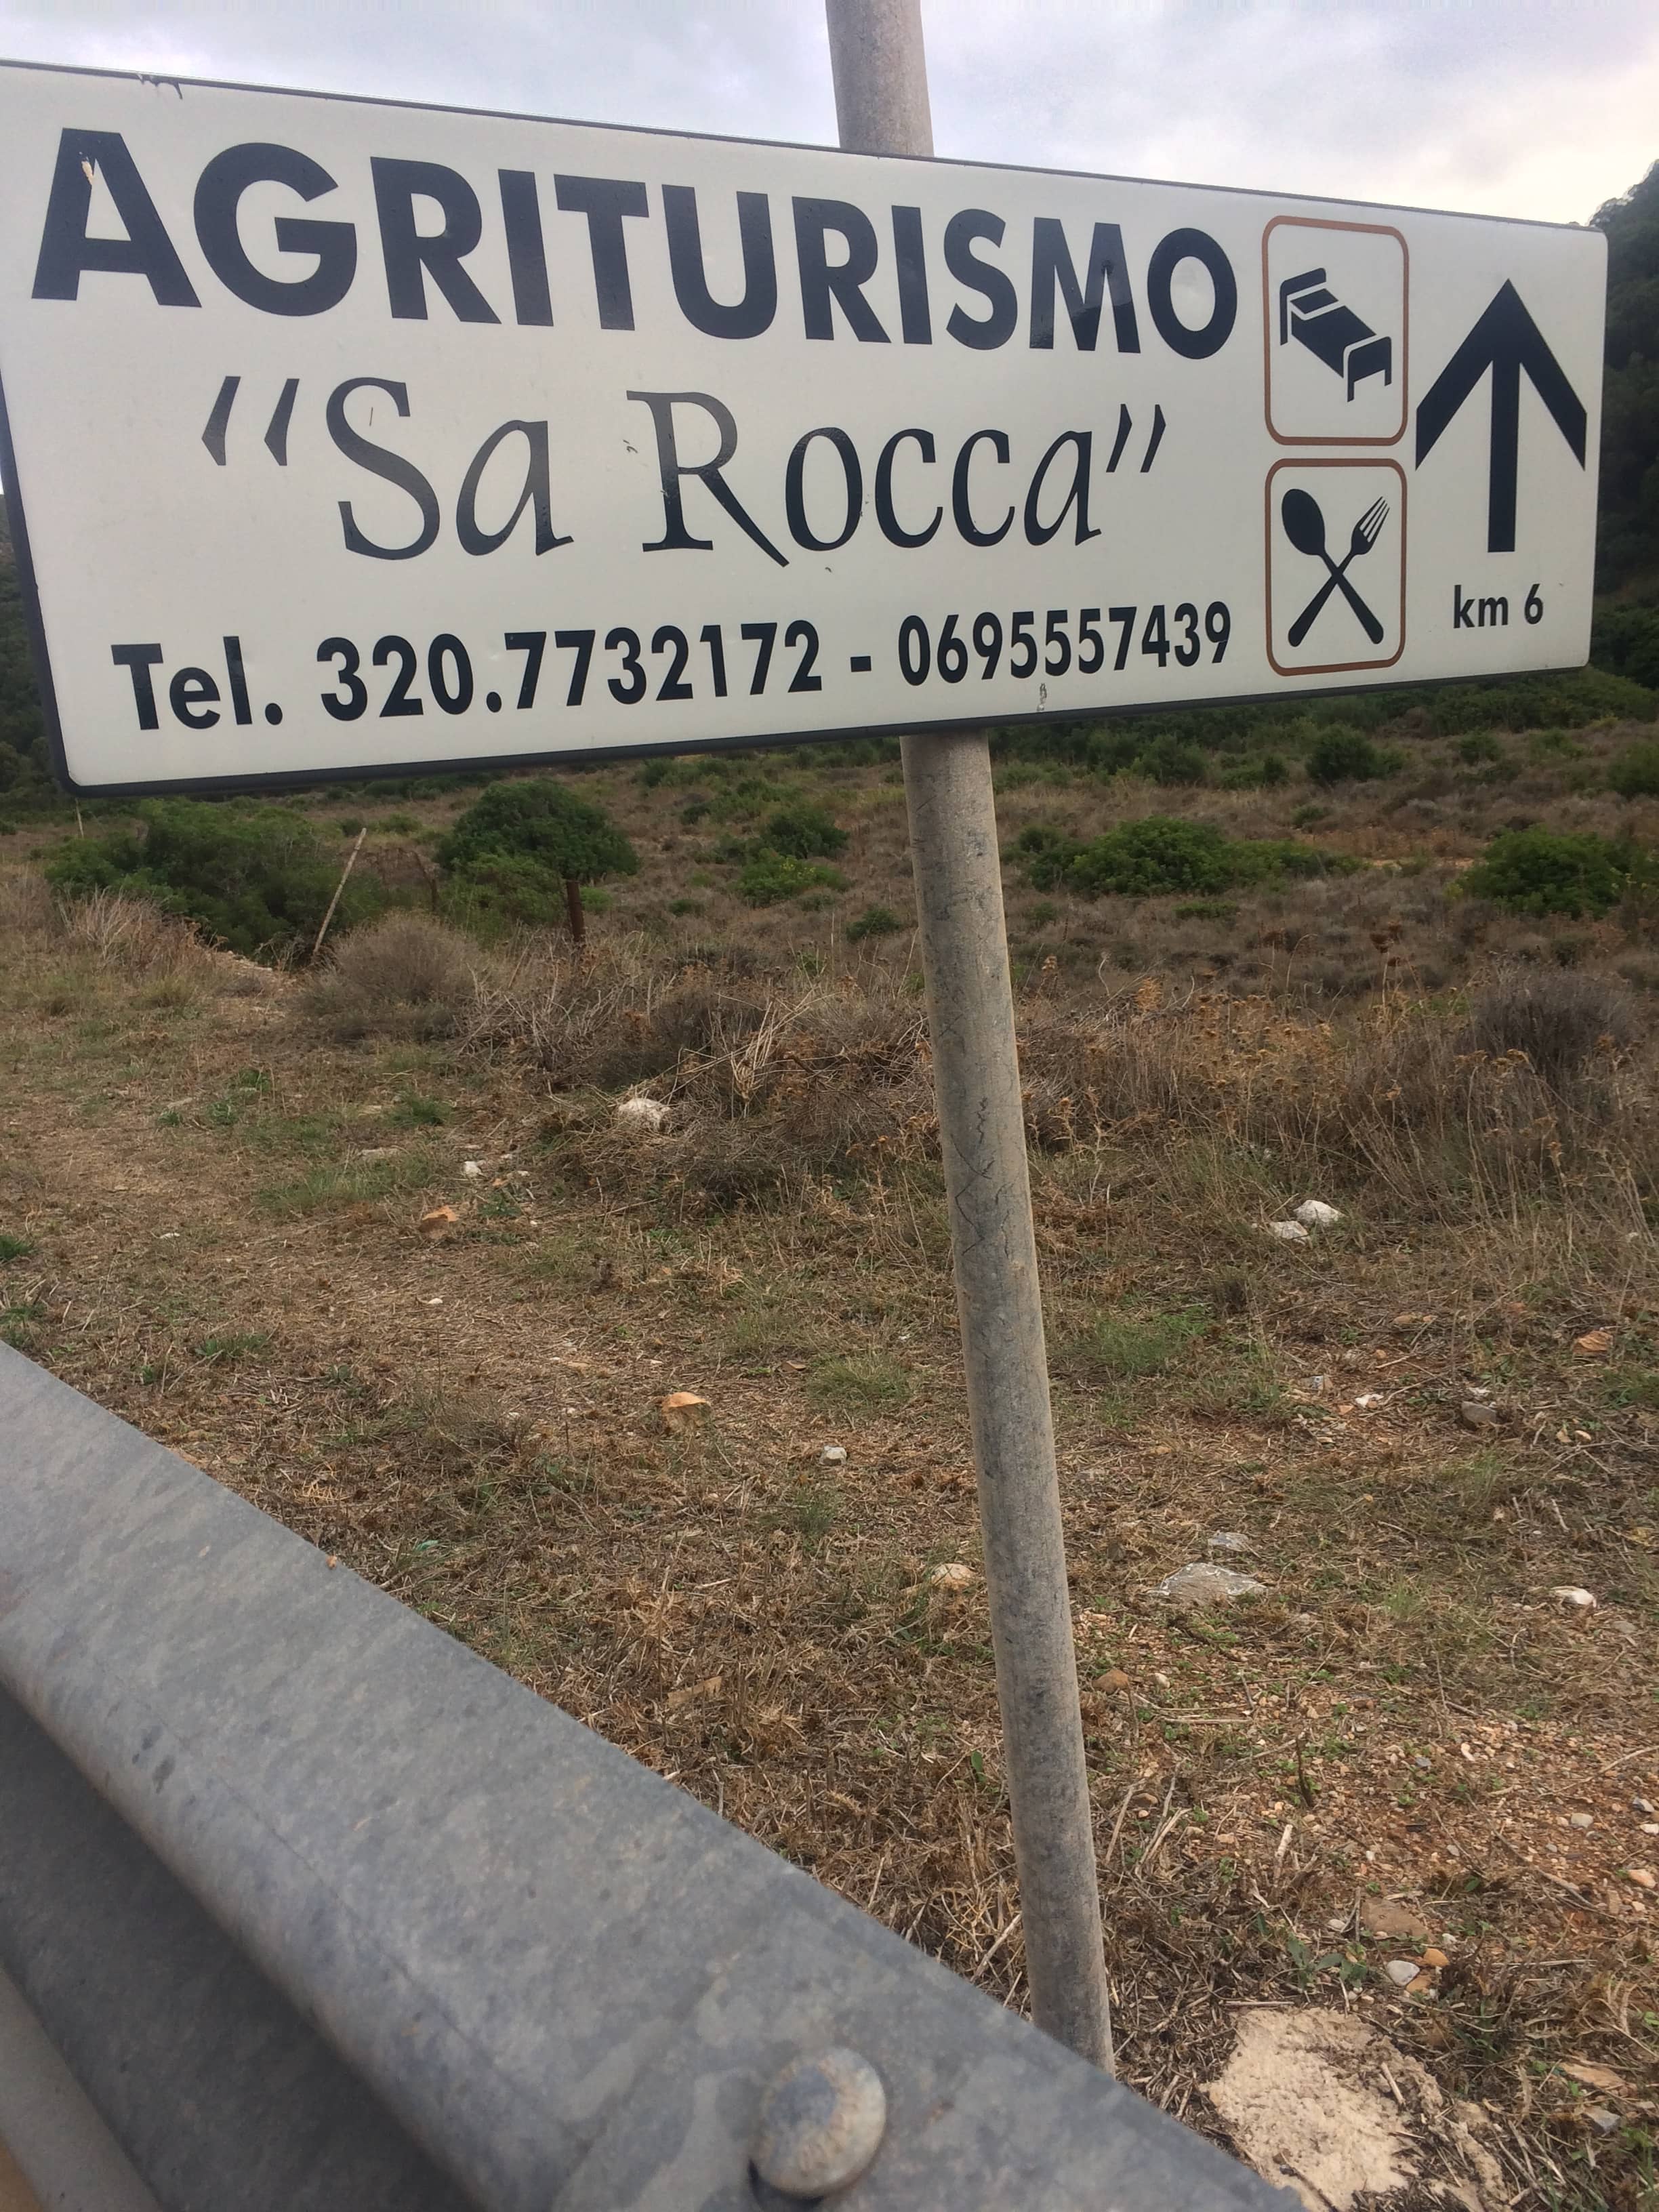 AGRITURISMO
“Sa Rocca”
Tel. 320.7732172 - 0695557439
km 6